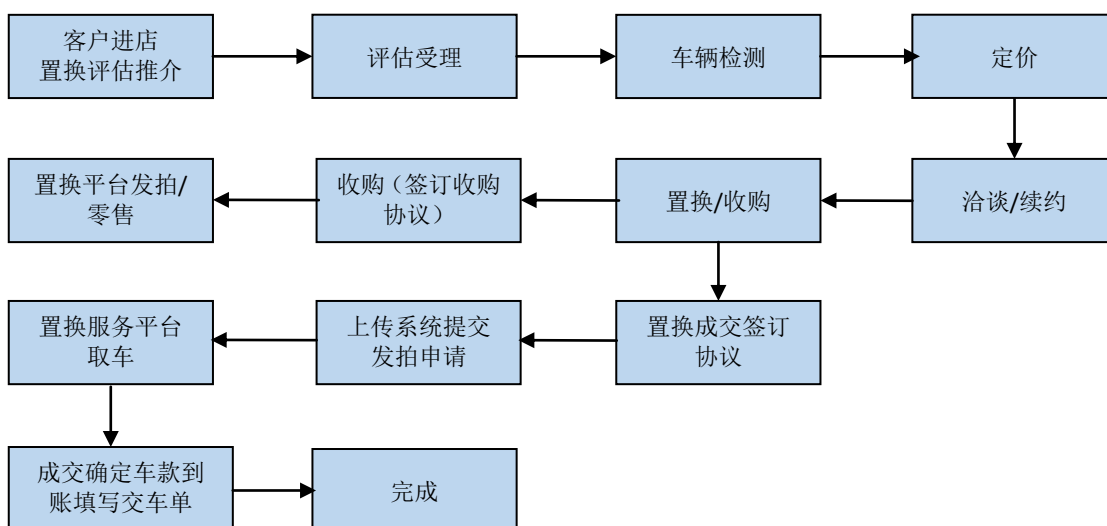 客户进店
置换评估推介
评估受理
车辆检测
定价
置换平台发拍/
零售
收购（签订收购
协议）
置换/收购
洽谈/续约
置换服务平台
取车
上传系统提交
发拍申请
置换成交签订
协议
成交确定车款到
账填写交车单
完成